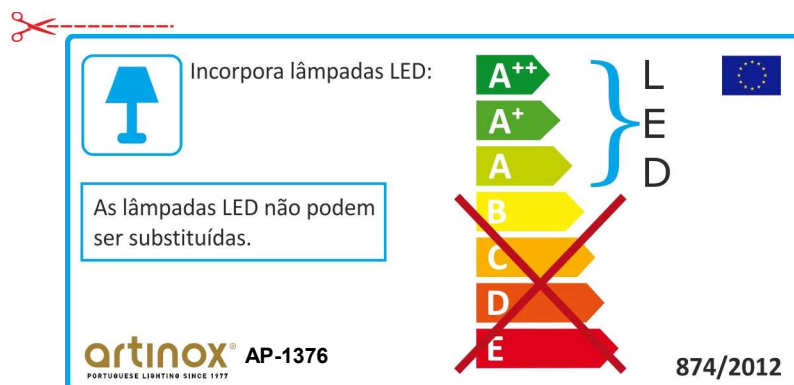 Incorpora lâmpadas LED:
As lâmpadas LED não podem
ser substituídas.
A++
A+
A
B
C
D
E
L
E
D
artinox® AP-1376
PORTUGUESE LIGHTING SINCE 1977
874/2012